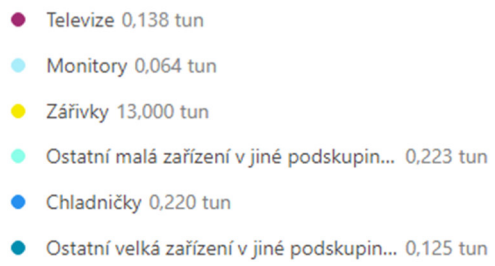 Televize 0,138 tun
Monitory 0,064 tun
Zářivky 13,000 tun
Ostatní malá zařízení v jiné podskupin... 0,223 tun
Chladničky 0,220 tun
Ostatní velká zařízení v jiné podskupin... 0,125 tun